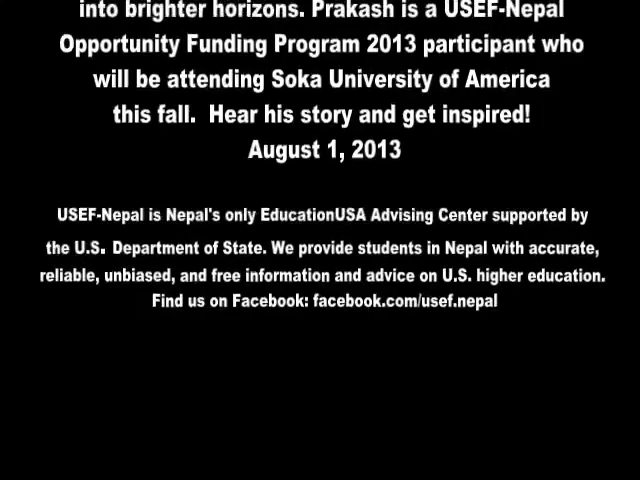 into brighter horizons. Prakash is a USEF-Nepal
Opportunity Funding Program 2013 participant who
will be attending Soka University of America
this fall.  Hear his story and get inspired!
August 1, 2013
USEF-Nepal is Nepal's only EducationUSA Advising Center supported by
the U.S. Department of State. We provide students in Nepal with accurate,
reliable, unbiased, and free information and advice on U.S. higher education.
Find us on Facebook: facebook.com/usef.nepal